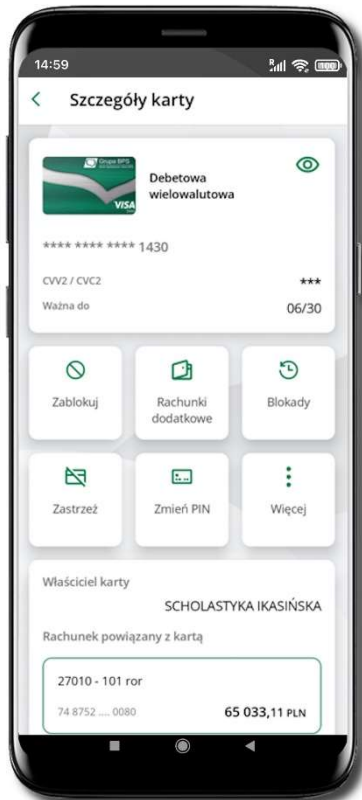 14:59
Szczegóły karty
Grupa BPS
Debetowa
wielowalutowa
VISA
**** **** **** 1430
CVV2 / CVC2
***
Ważna do
06/30
Zablokuj
Rachunki
dodatkowe
Blokady
Zastrzeż
Zmień PIN
Więcej
Właściciel karty
SCHOLASTYKA IKASIŃSKA
Rachunek powiązany z kartą
27010 - 101 ror
74 8752 .... 0080
65 033,11 PLN